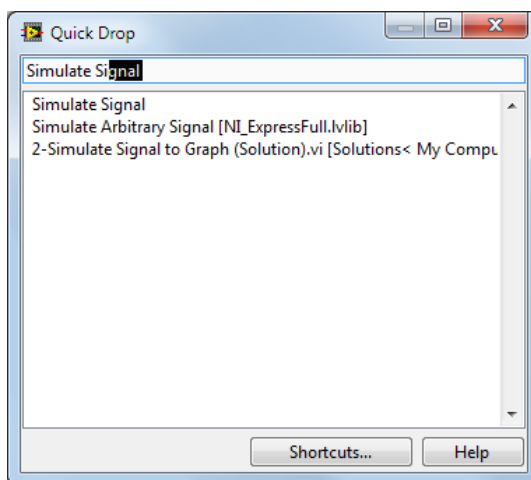 Quick Drop
Simulate Signal
Simulate Signal
Simulate Arbitrary Signal [NI_ExpressFull.lvlib]
2-Simulate Signal to Graph (Solution).vi [Solutions< My Compu
Shortcuts...
Help